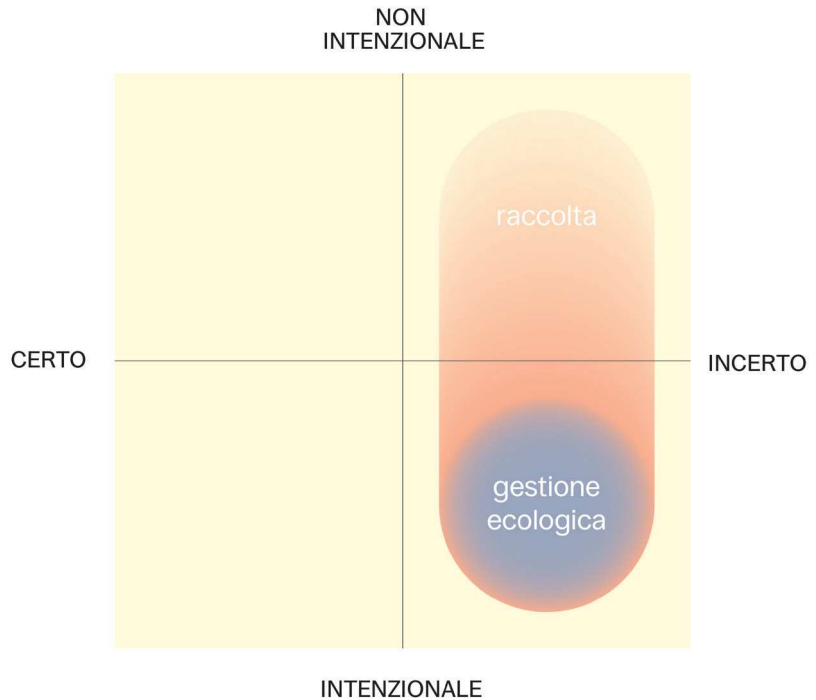 NON
INTENZIONALE
raccolta
CERTO
INCERTO
gestione
ecologica
INTENZIONALE